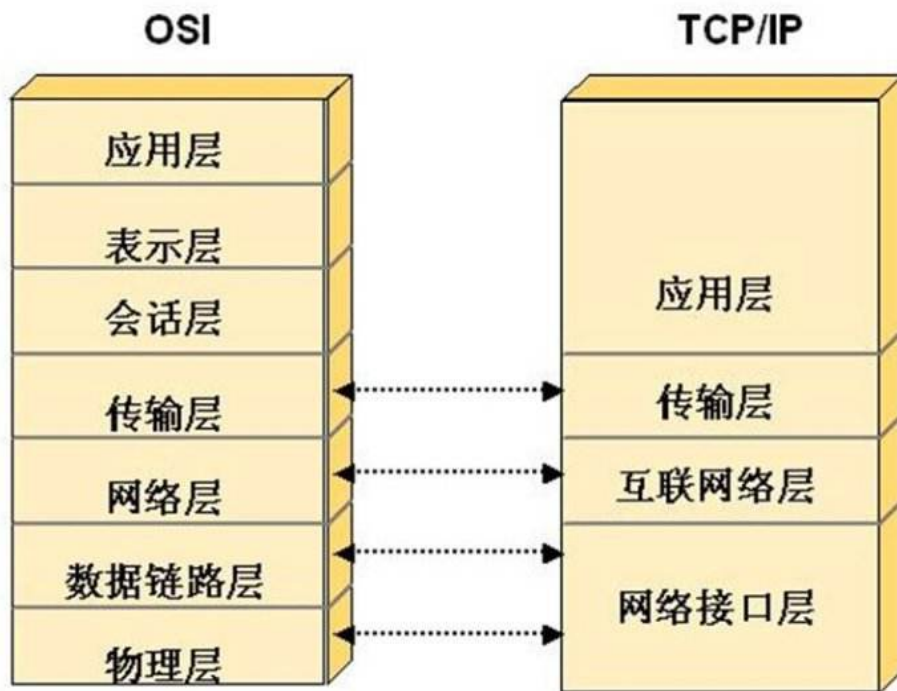 OSI
TCP/IP
应用层
表示层
会话层
传输层
网络层
数据链路层
物理层
应用层
传输层
互联网络层
网络接口层